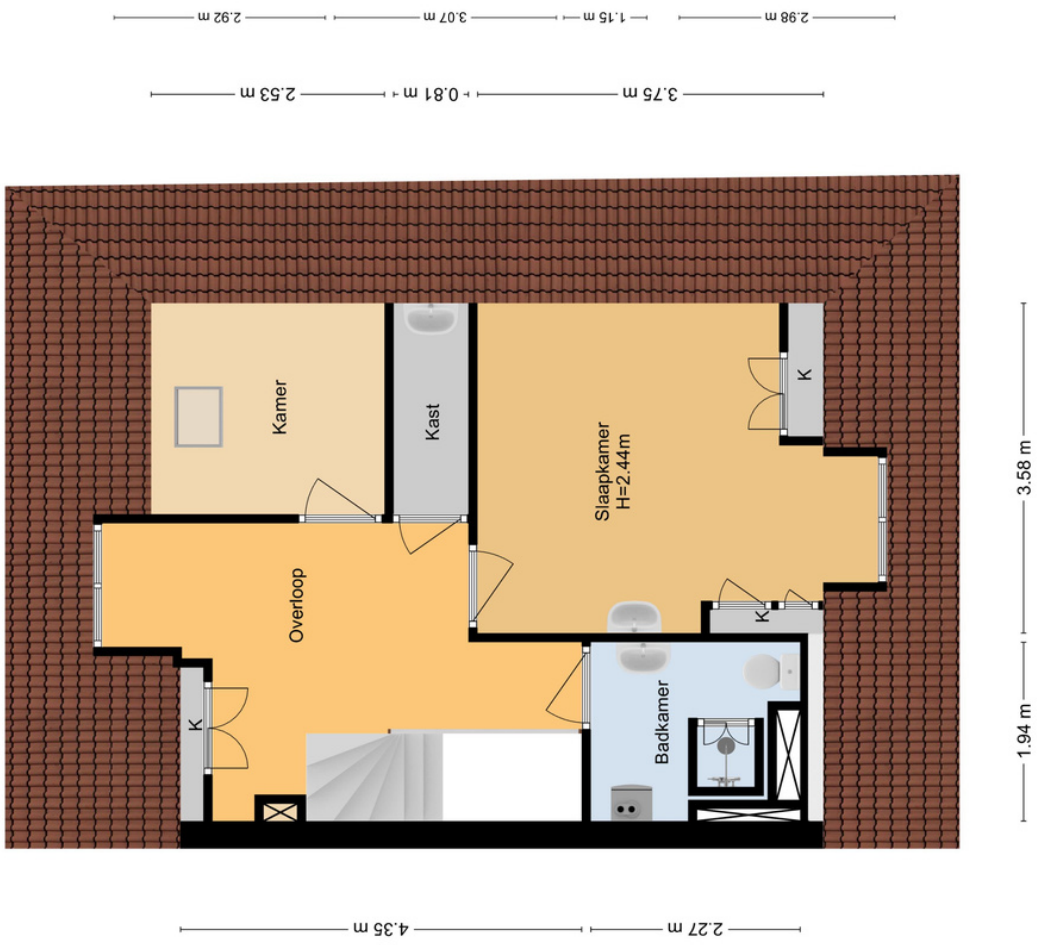 2.92 m
3.07 m
1.15 m
2.98 m
2.53 m
0.81 m
3.75 m
Kamer
Kast
Slaapkamer
H=2.44m
K
3.58 m
Overloop
K
K
Badkamer
1.94 m
4.35 m
2.27 m